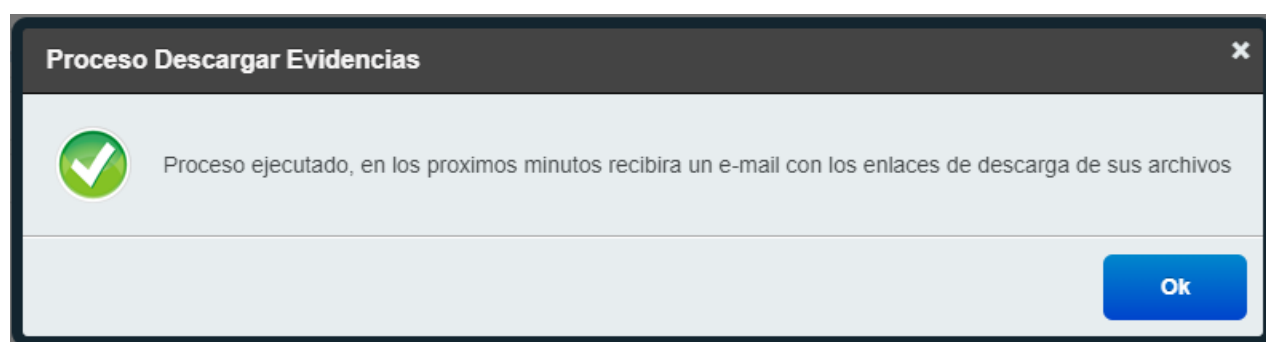 Proceso Descargar Evidencias
Proceso ejecutado, en los proximos minutos recibira un e-mail con los enlaces de descarga de sus archivos
Ok